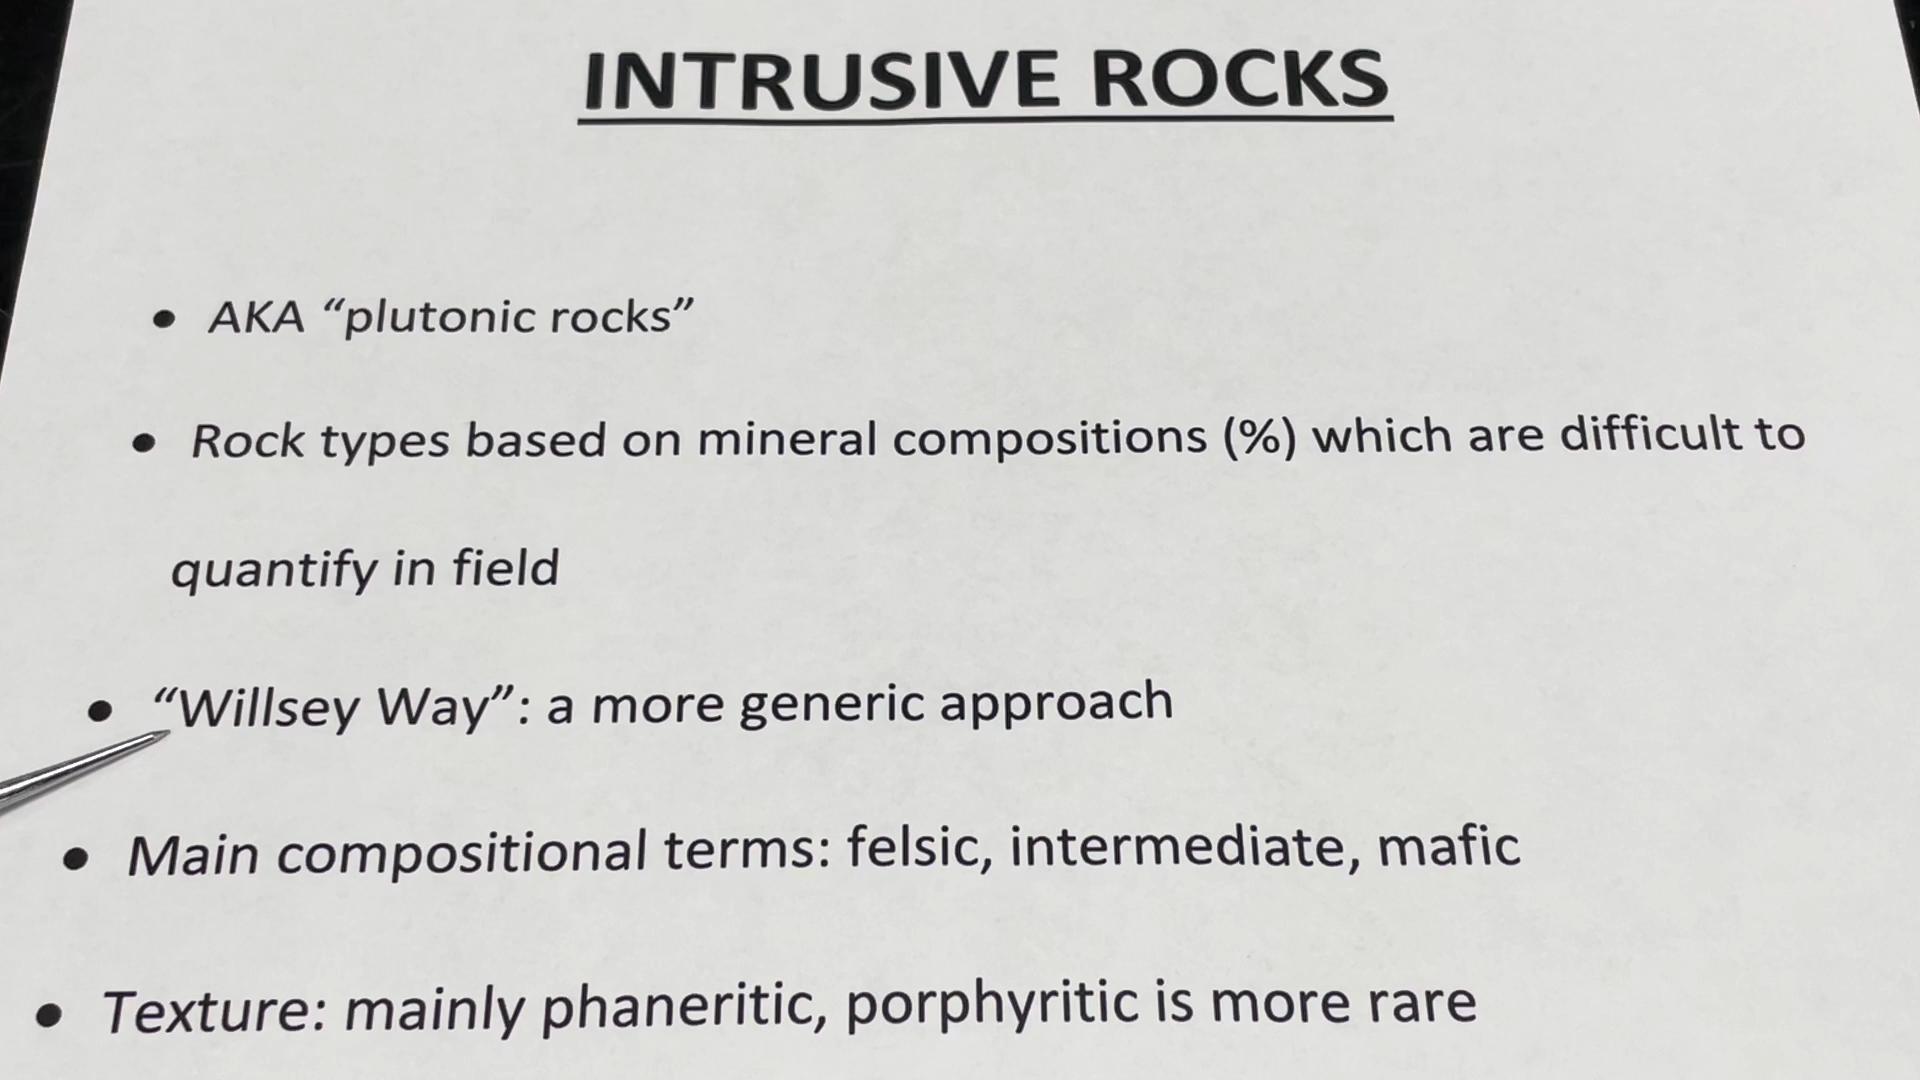 INTRUSIVE ROCKS
• AKA “plutonic rocks”
• Rock types based on mineral compositions (%) which are difficult to
quantify in field
• “Willsey Way”: a more generic approach
• Main compositional terms: felsic, intermediate, mafic
• Texture: mainly phaneritic, porphyritic is more rare